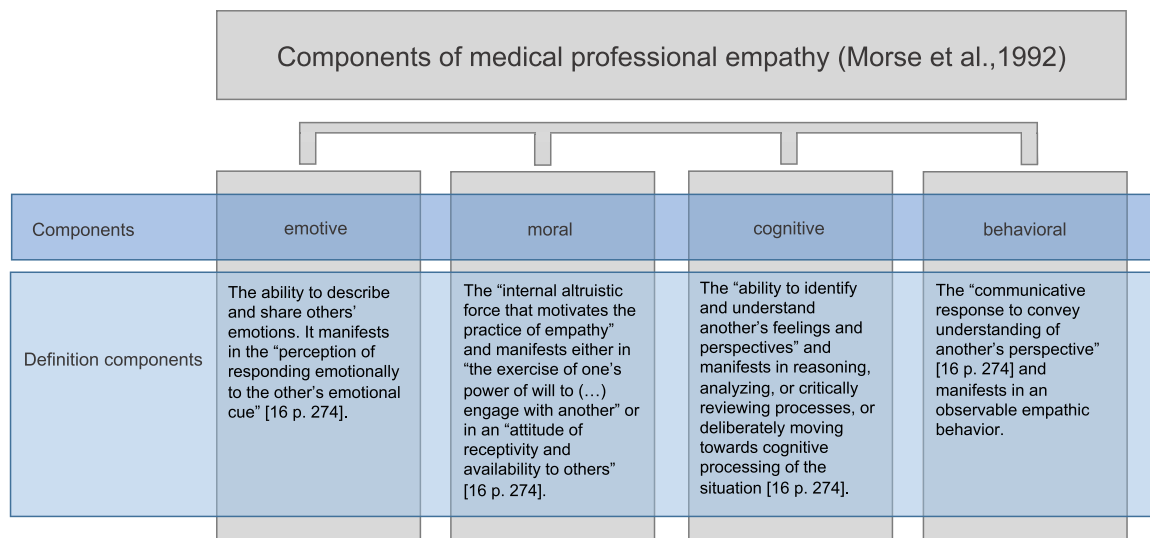 Components of medical professional empathy (Morse et al.,1992)
Components
emotive
moral
cognitive
behavioral
Definition components
The ability to describe
and share others’
emotions. It manifests
in the “perception of
responding emotionally
to the other’s emotional
cue” [16 p. 274].
The “internal altruistic
force that motivates the
practice of empathy”
and manifests either in
“the exercise of one’s
power of will to (…)
engage with another” or
in an “attitude of
receptivity and
availability to others”
[16 p. 274].
The “ability to identify
and understand
another’s feelings and
perspectives” and
manifests in reasoning,
analyzing, or critically
reviewing processes, or
deliberately moving
towards cognitive
processing of the
situation [16 p. 274].
The “communicative
response to convey
understanding of
another’s perspective”
[16 p. 274] and
manifests in an
observable empathic
behavior.